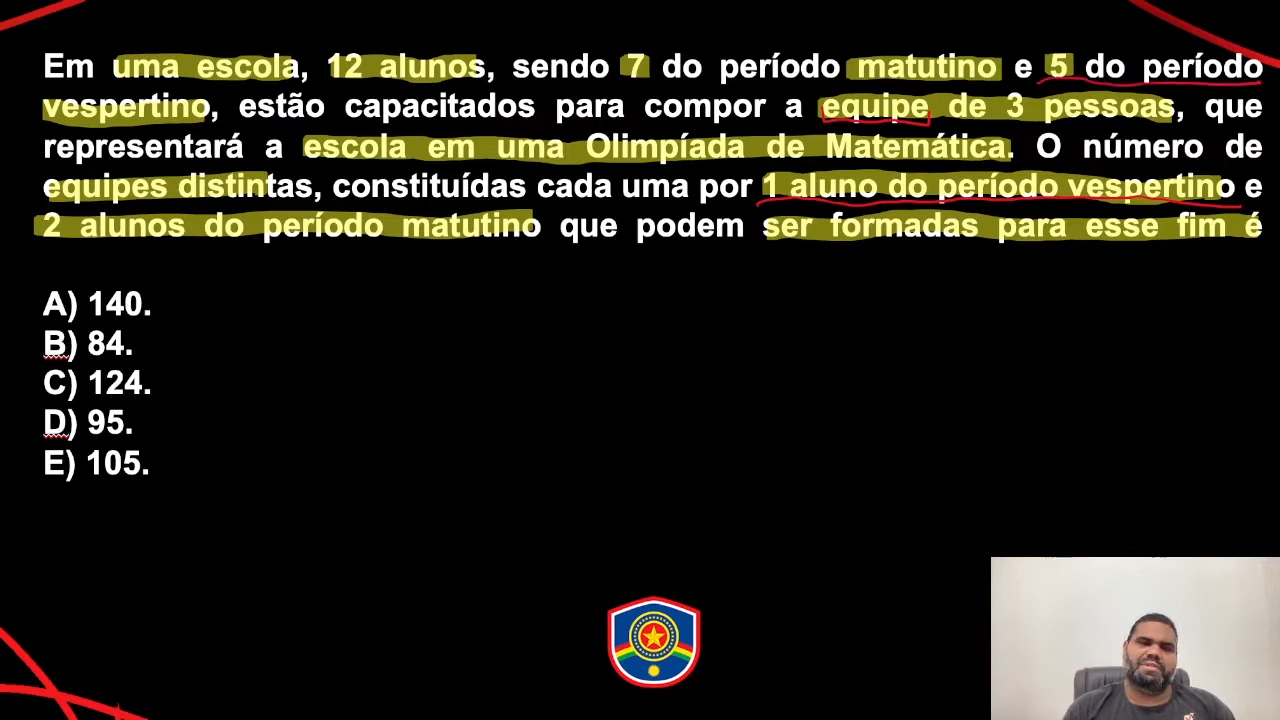 Em uma escola, 12 alunos, sendo 7 do período matutino e 5 do período
vespertino, estão capacitados para compor a equipe de 3 pessoas, que
representará a escola em uma Olimpíada de Matemática. O número de
equipes distintas, constituídas cada uma por 1 aluno do período vespertino e
2 alunos do período matutino que podem ser formadas para esse fim é
A) 140.
B) 84.
C) 124.
D) 95.
E) 105.